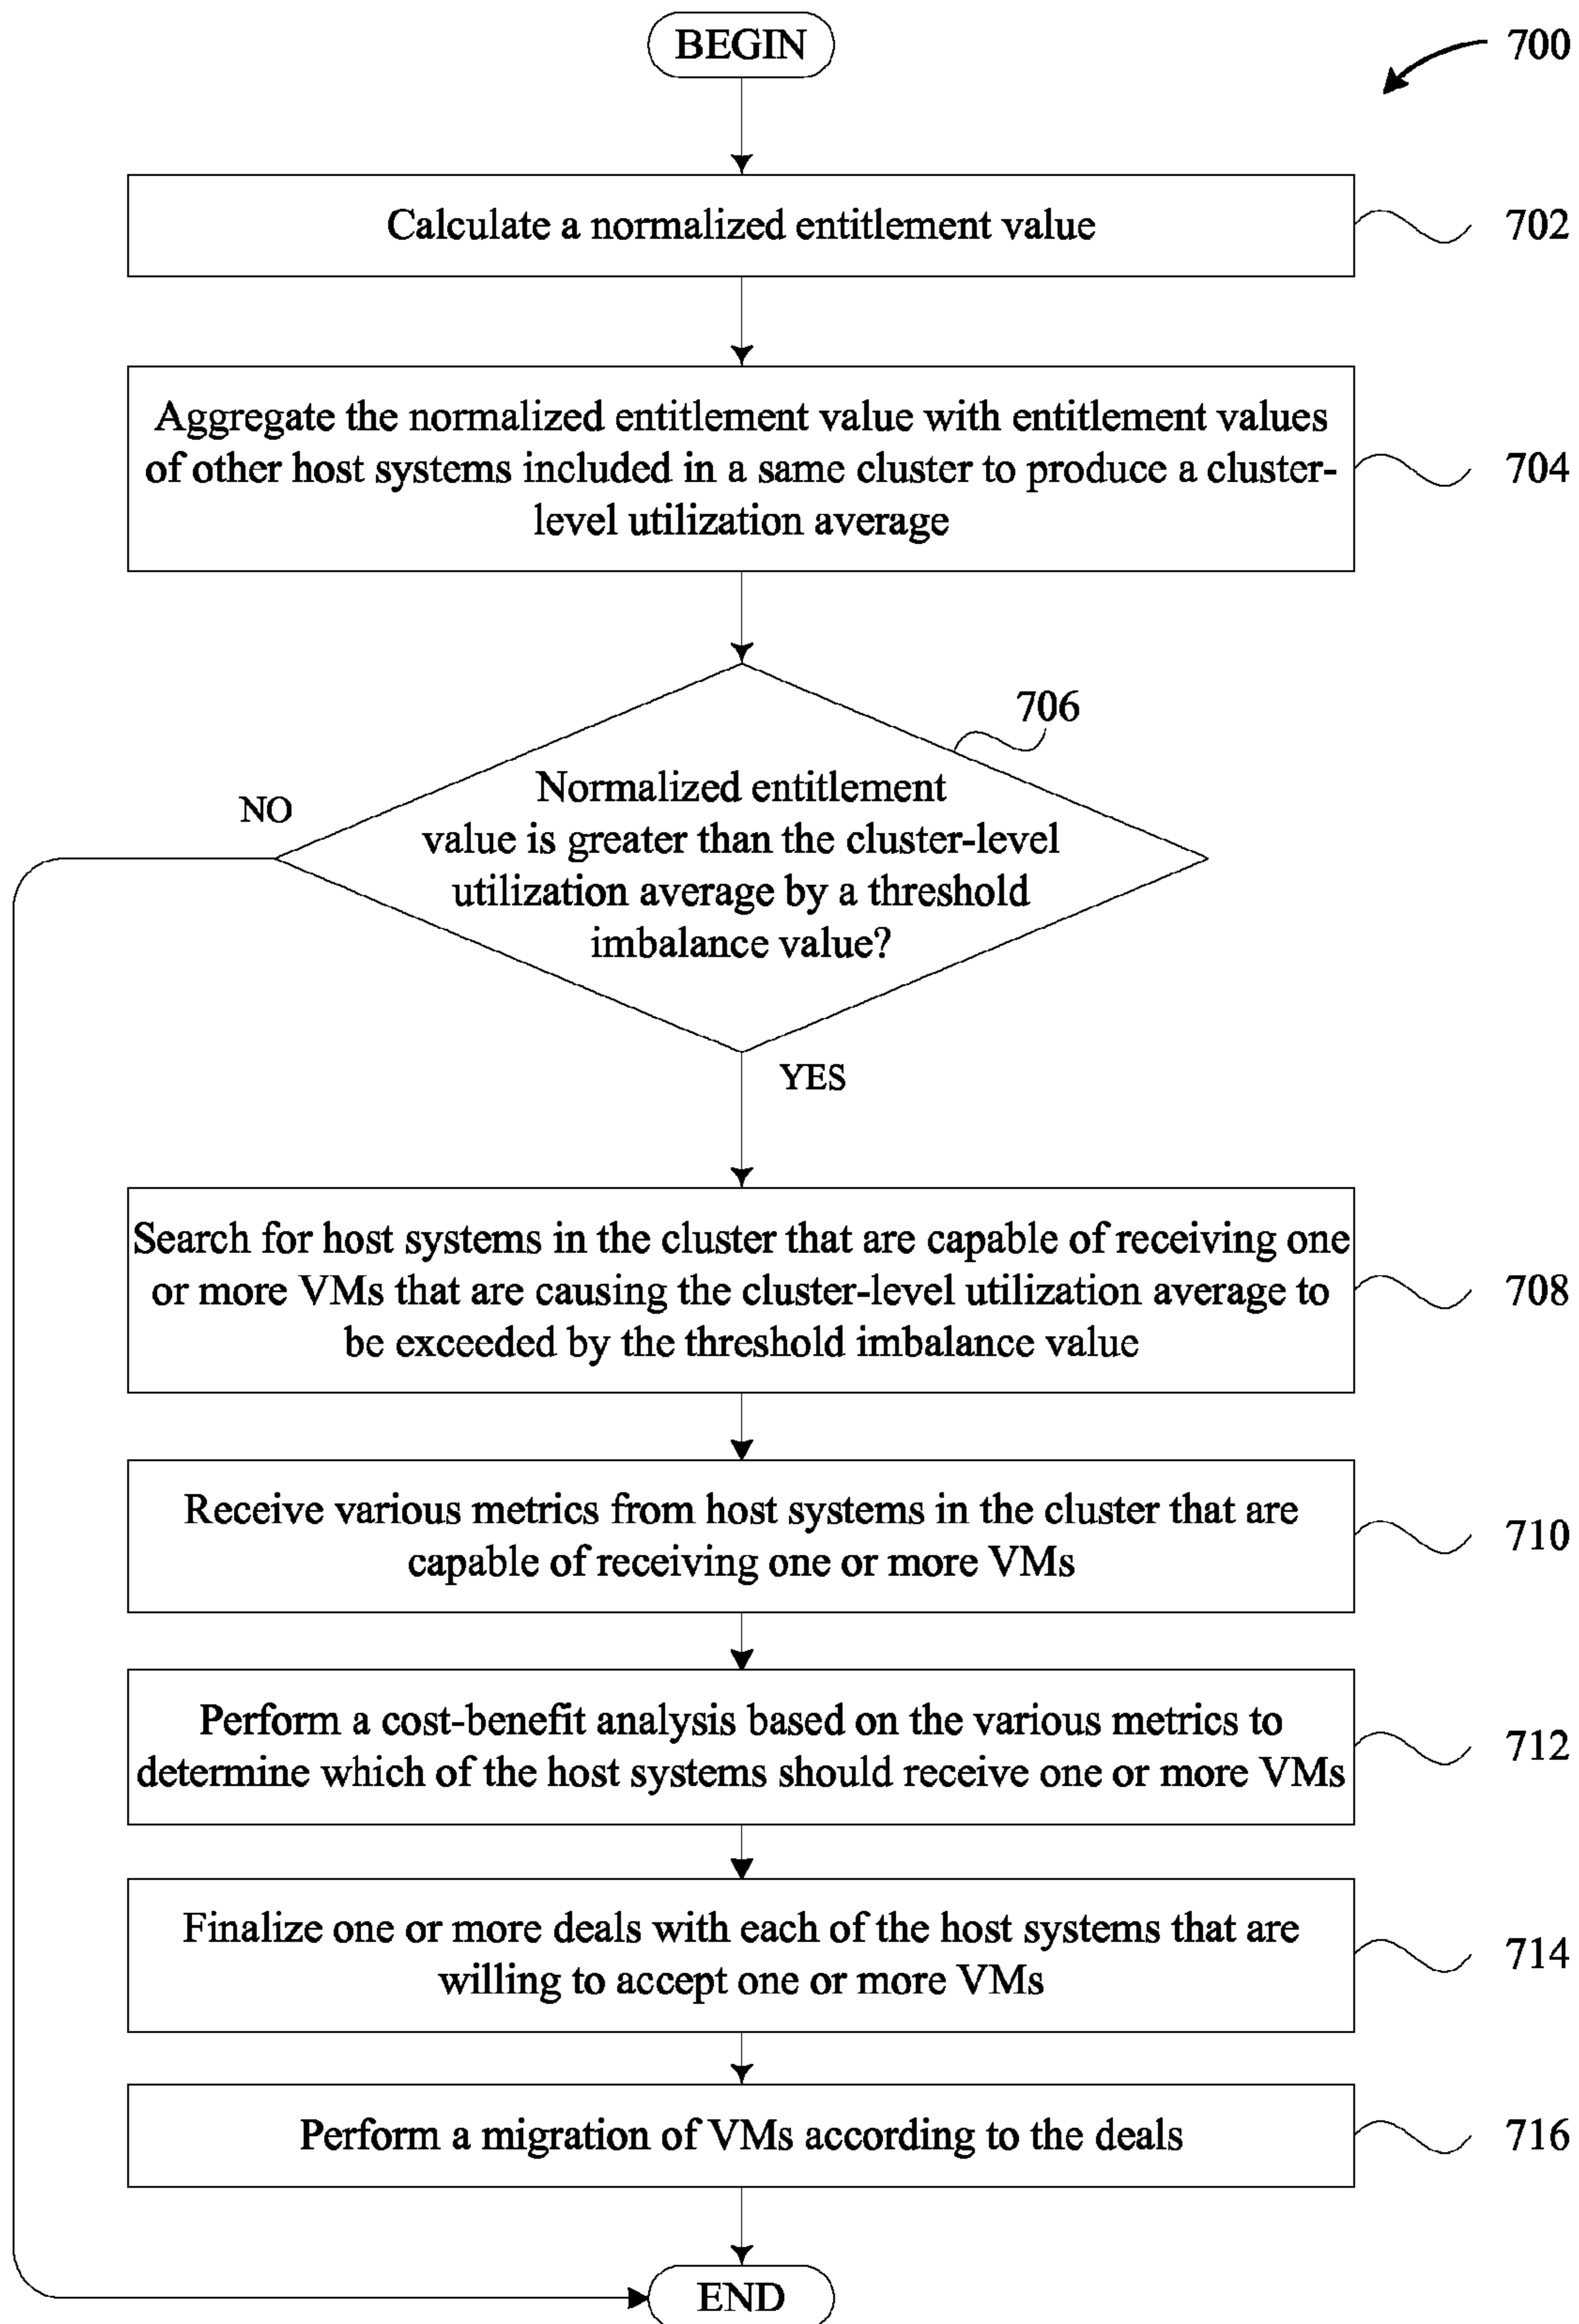 BEGIN
700
Calculate a normalized entitlement value
702
Aggregate the normalized entitlement value with entitlement values
of other host systems included in a same cluster to produce a cluster-
level utilization average
704
706
Normalized entitlement
value is greater than the cluster-level
utilization average by a threshold
imbalance value?
NO
YES
Search for host systems in the cluster that are capable of receiving one
or more VMs that are causing the cluster-level utilization average to
be exceeded by the threshold imbalance value
708
Receive various metrics from host systems in the cluster that are
capable of receiving one or more VMs
710
Perform a cost-benefit analysis based on the various metrics to
determine which of the host systems should receive one or more VMs
712
Finalize one or more deals with each of the host systems that are
willing to accept one or more VMs
714
Perform a migration of VMs according to the deals
716
END